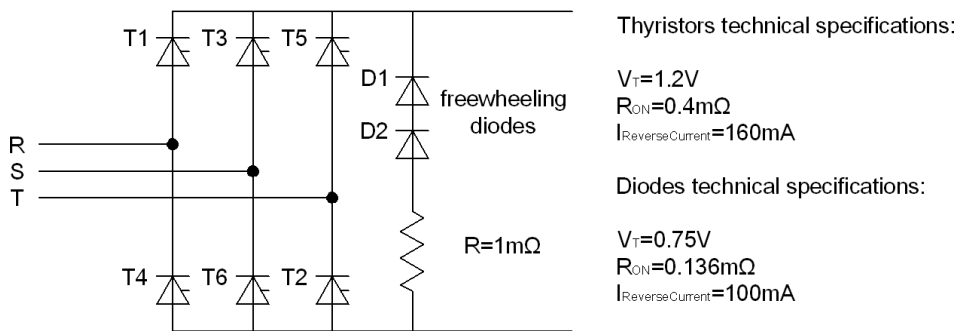 T1
T3
T5
D1
freewheeling
diodes
D2
R
S
T
R=1mΩ
T4
T6
T2
Thyristors technical specifications:
VT=1.2V
RON=0.4mΩ
IReverseCurrent=160mA
Diodes technical specifications:
VT=0.75V
RON=0.136mΩ
IReverseCurrent=100mA